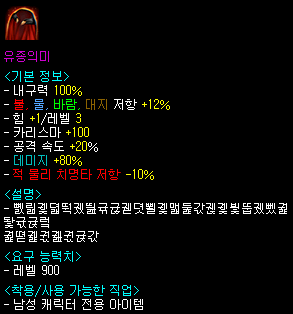 유종의미
<기본 정보>
- 내구력 100%
- 불, 물, 바람, 대지 저항 +12%
- 힘 +1/레벨 3
- 카리스마 +100
- 공격 속도 +20%
- 데미지 +80%
- 적 물리 치명타 저항 -10%
<설명>
<요구 능력치>
- 레벨 900
<착용/사용 가능한 직업>
- 남성 캐릭터 전용 아이템